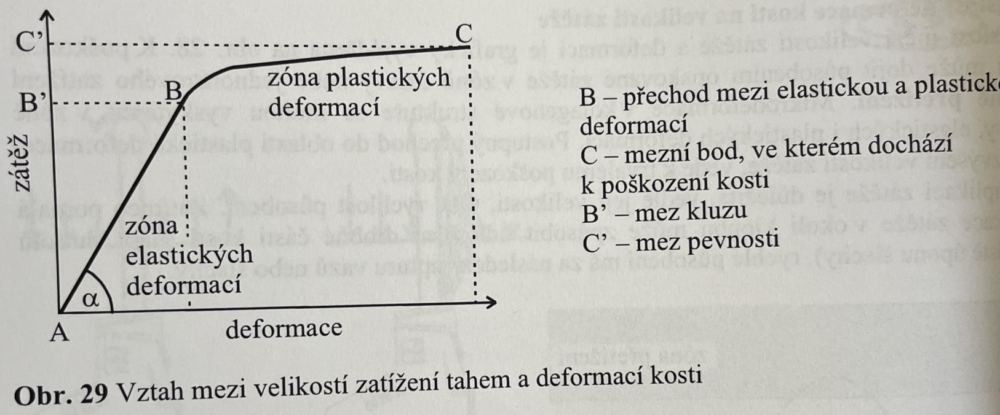 C’
C
B’
B
zátěž
zóna plastických
deformací
zóna
elastických
deformací
α
A
deformace
B – přechod mezi elastickou a
deformací
C – mezní bod, ve kterém dochází
k poškození kosti
B’ – mez kluzu
C’ – mez pevnosti
Obr. 29 Vztah mezi velikostí zatížení tahem a deformací kosti